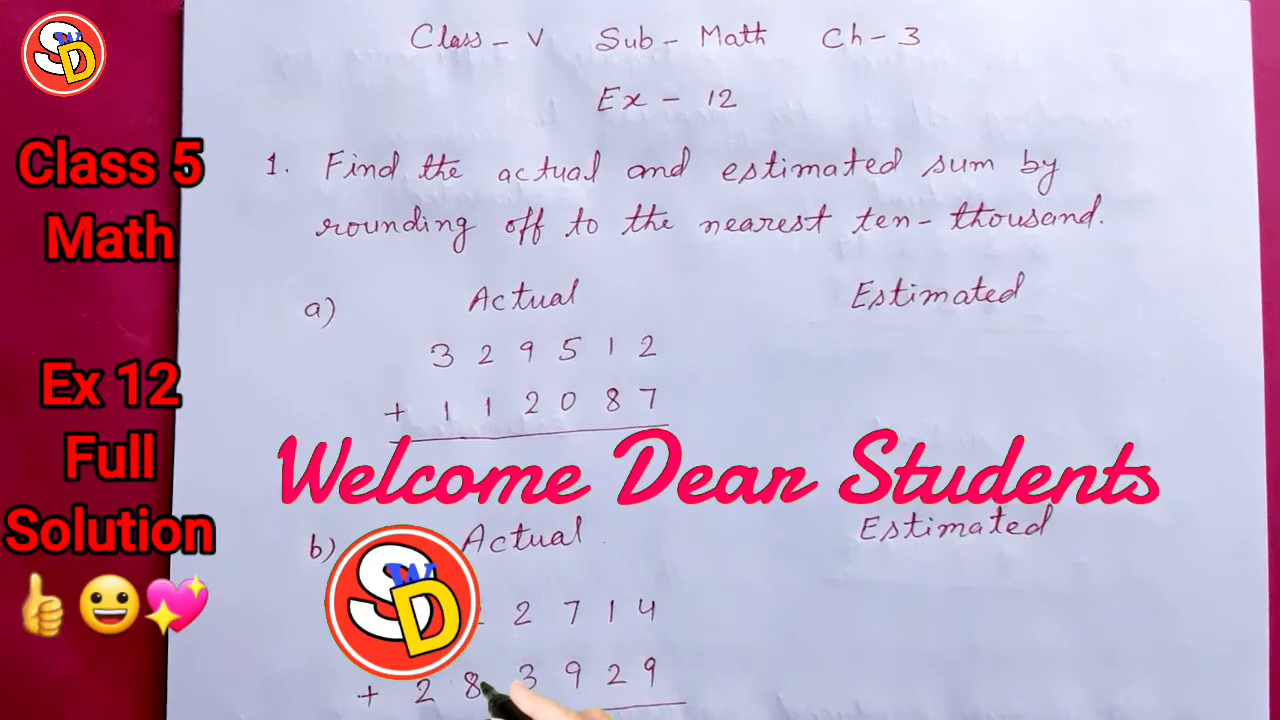 SWD
Class - V Sub - Math Ch - 3
Ex - 12
Class 5
Math
Ex 12
Full
Solution
1. Find the actual and estimated sum by
rounding off to the nearest ten-thousand.
a) Actual Estimated
3 2 9 5 1 2
+ 1 1 2 0 8 7
Welcome Dear Students
b) Actual Estimated
SWD
2 7 1 4
+ 2 8 3 9 2 9